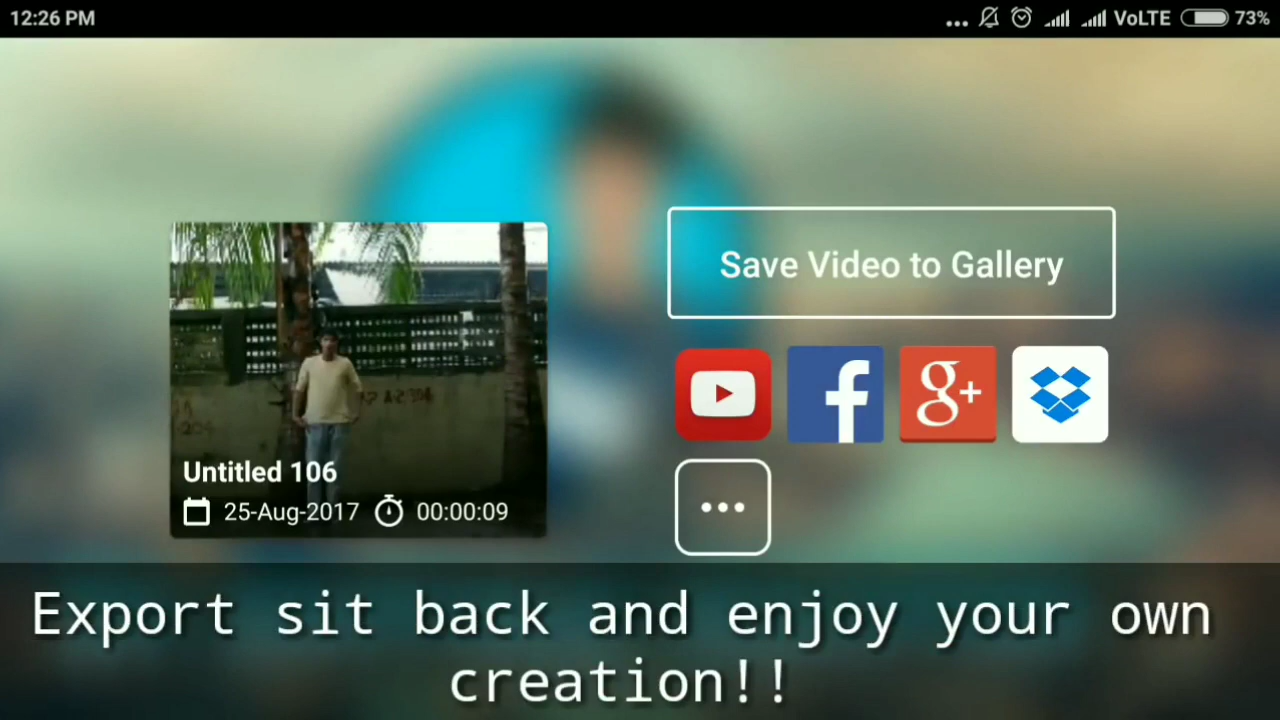 12:26 PM
... VoLTE 73%
Save Video to Gallery
f g+
Untitled 106
25-Aug-2017 00:00:09
...
Export sit back and enjoy your own
creation!!